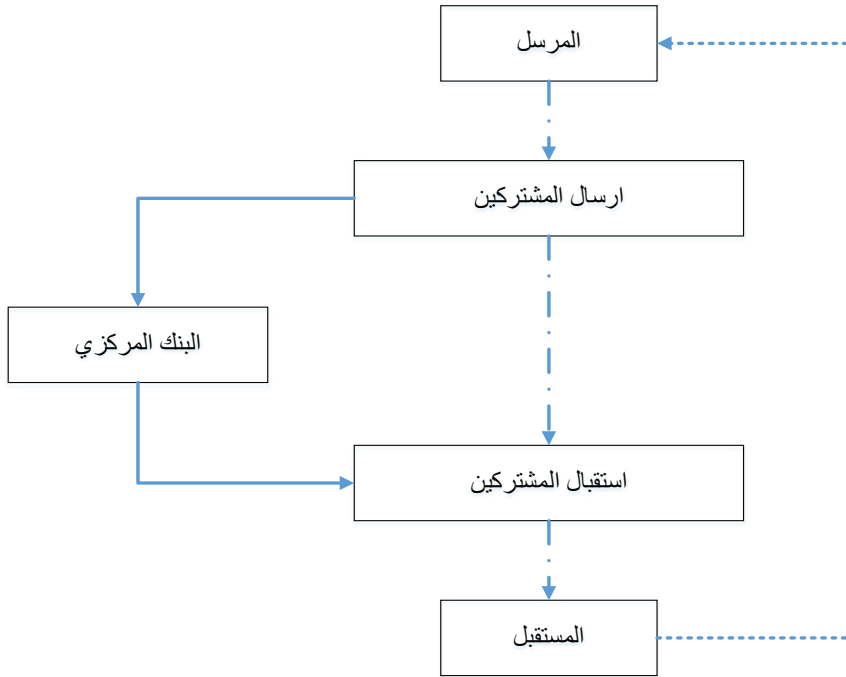 المرسل
ارسال المشتركين
البنك المركزي
استقبال المشتركين
المستقبل